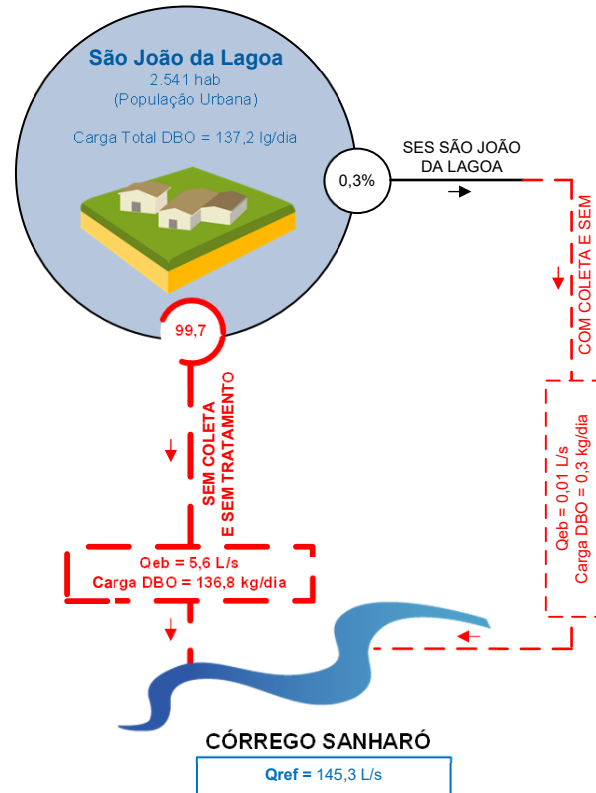 São João da Lagoa
2.541 hab
(População Urbana)
Carga Total DBO = 137,2 lg/dia
0,3%
SES SÃO JOÃO
DA LAGOA
COM COLETA E SEM
Qeb = 0,01 L/s
Carga DBO = 0,3 kg/dia
99,7
SEM COLETA
E SEM TRATAMENTO
Qeb = 5,6 L/s
Carga DBO = 136,8 kg/dia
CÓRREGO SANHARÓ
Qref = 145,3 L/s